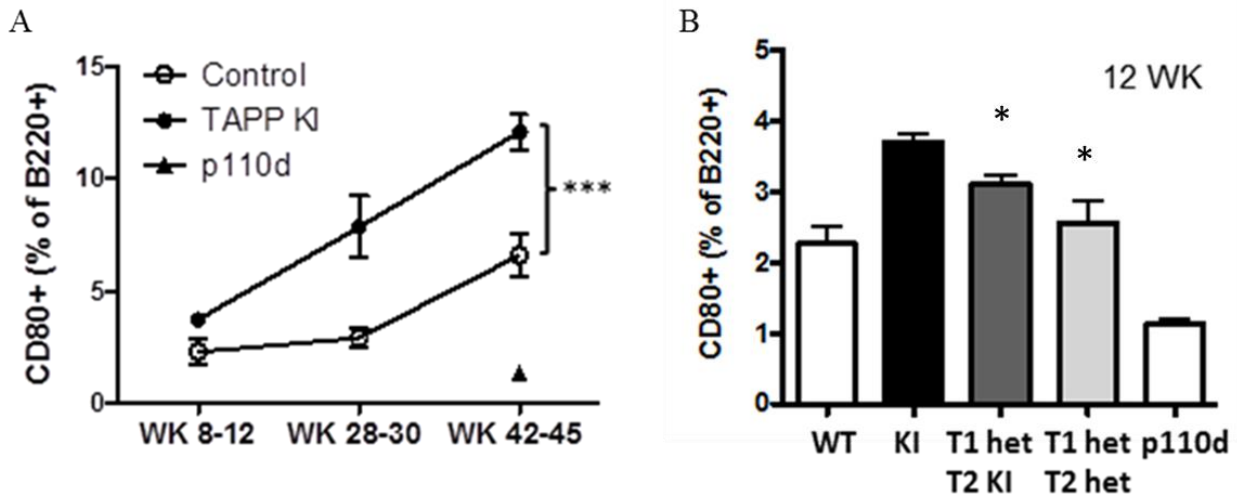 A
CD80+ (% of B220+)
15
10
5
0
Control
TAPP KI
p110d
***
WK 8-12 WK 28-30 WK 42-45
B
CD80+ (% of B220+)
5
4
3
2
1
0
12 WK
*
*
WT KI T1 het T1 het p110d
T2 KI T2 het